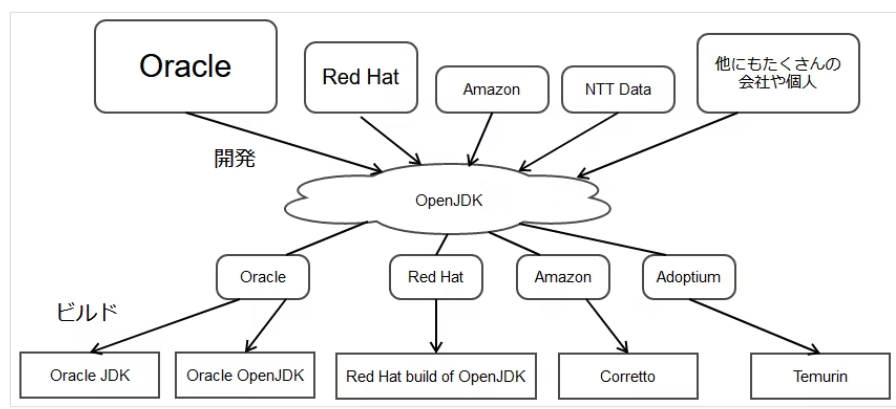 Oracle
Red Hat
Amazon
NTT Data
他にもたくさんの
会社や個人
開発
OpenJDK
Oracle
Red Hat
Amazon
Adoptium
ビルド
Oracle JDK
Oracle OpenJDK
Red Hat build of OpenJDK
Corretto
Temurin